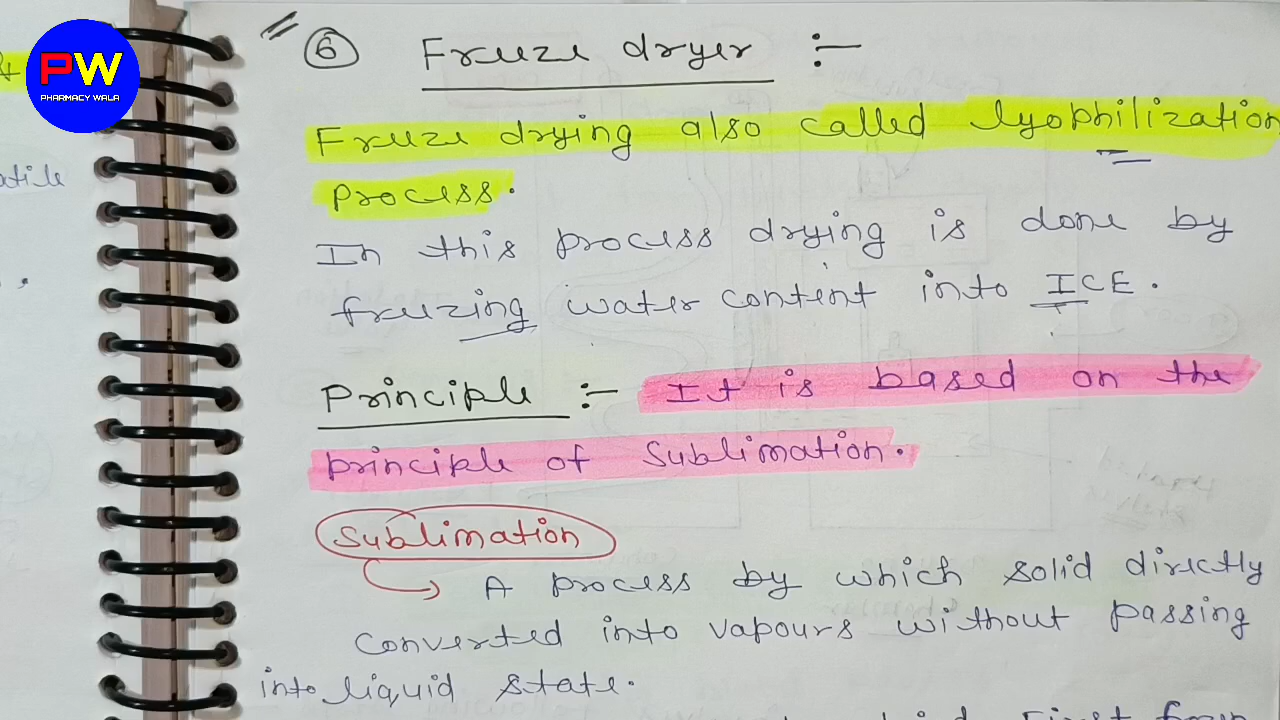 PW
PHARMACY WALA
⑥ Freeze dryer :-
Freeze drying also called lyophilization
process.
In this process drying is done by
freezing water content into ICE.
Principle :- It is based on the
principle of sublimation.
Sublimation
→ A process by which solid directly
converted into vapours without passing
into liquid state.